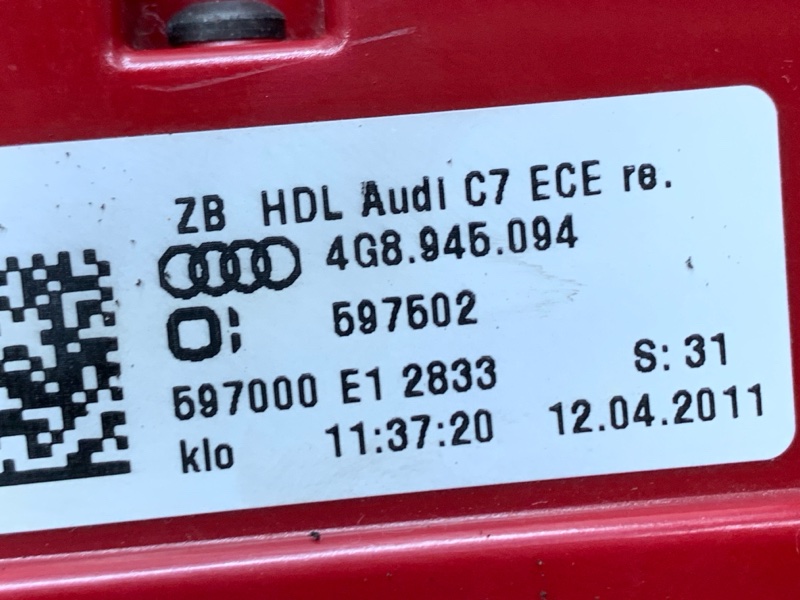 ZB HDL Audi C7 ECE re.
4G8.945.094
597502
597000 E1 2833
S: 31
klo 11:37:20 12.04.2011